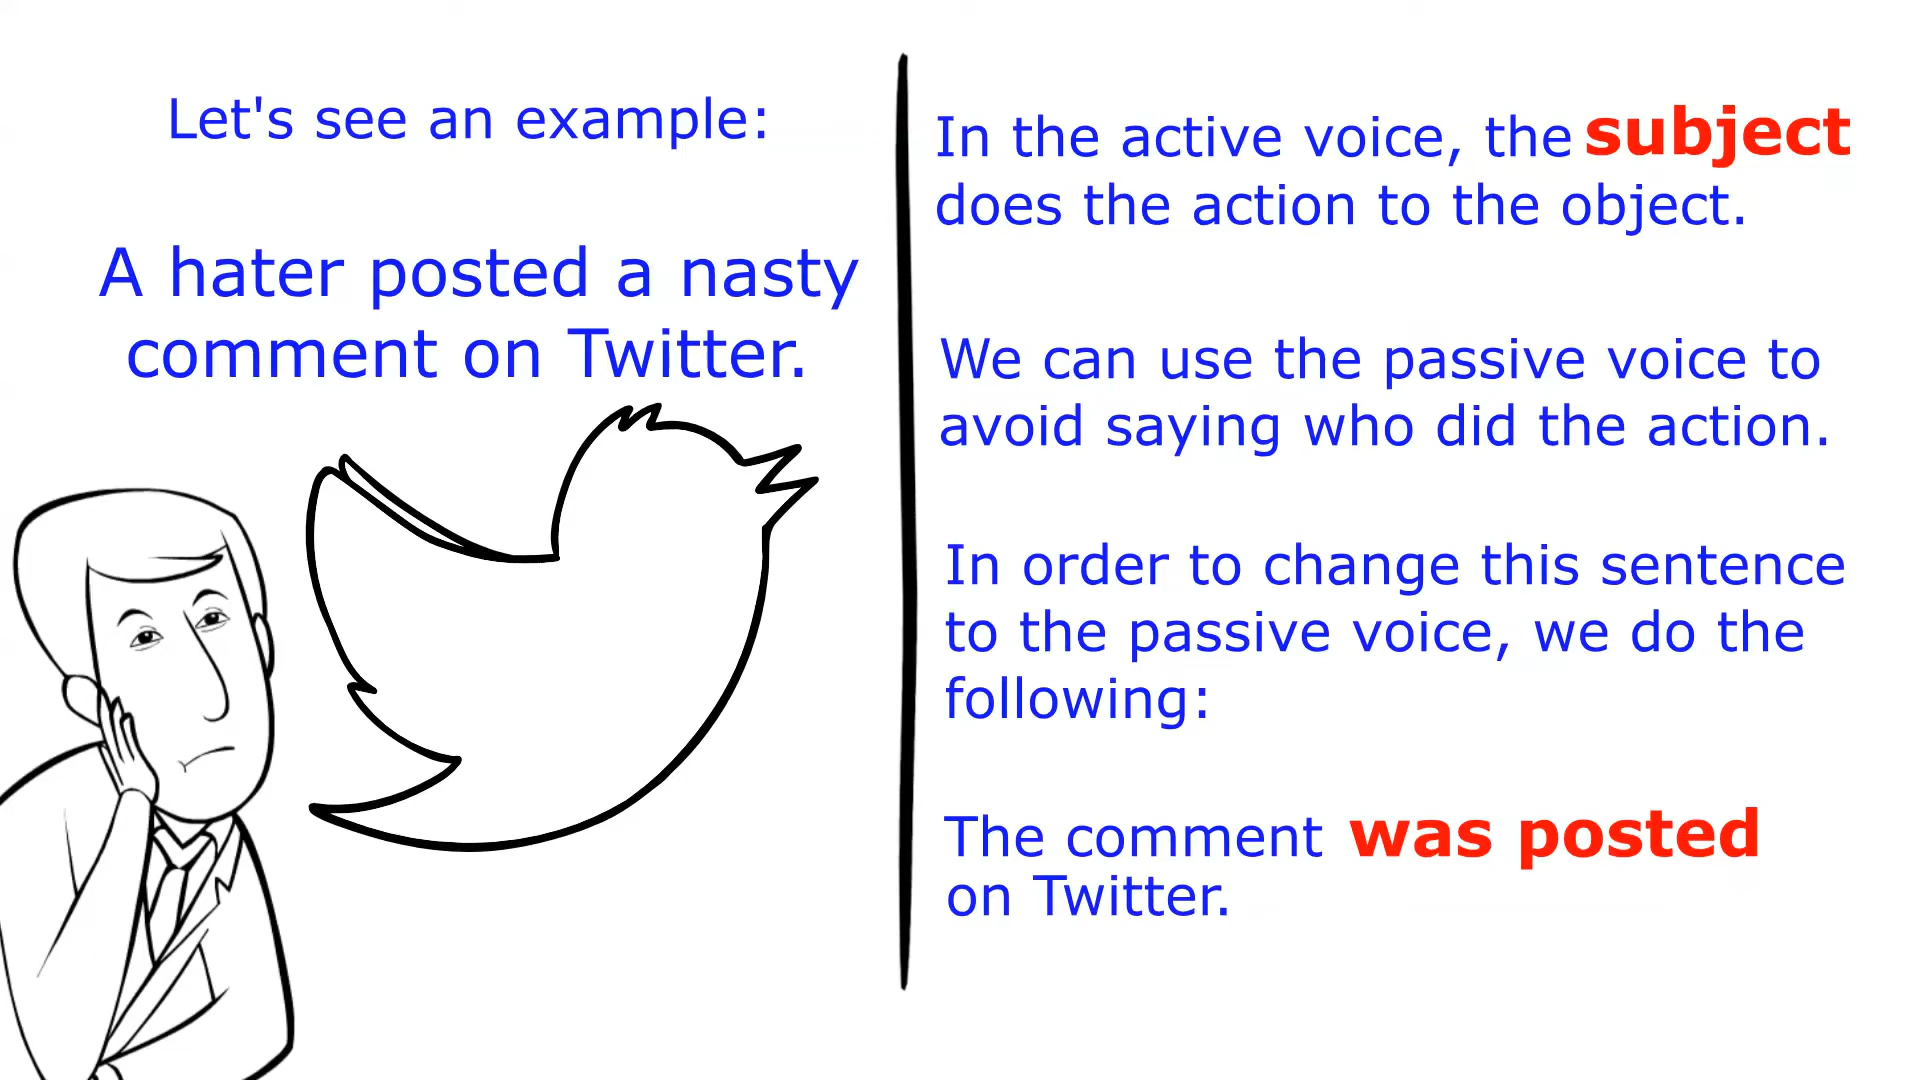 Let's see an example:
A hater posted a nasty
comment on Twitter.
In the active voice, the subject
does the action to the object.
We can use the passive voice to
avoid saying who did the action.
In order to change this sentence
to the passive voice, we do the
following:
The comment was posted
on Twitter.